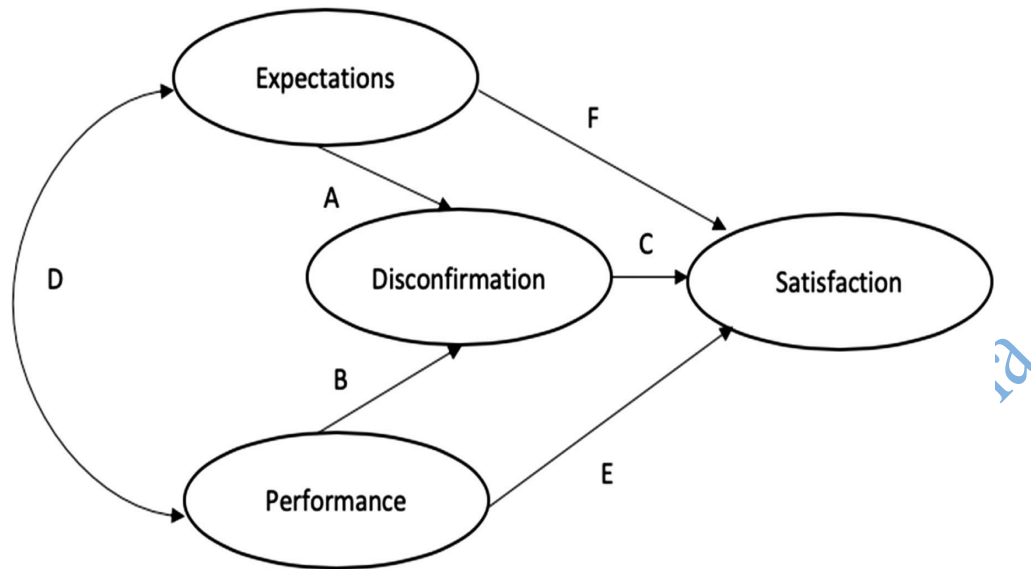 Expectations
F
A
C
D
Disconfirmation
Satisfaction
B
E
Performance